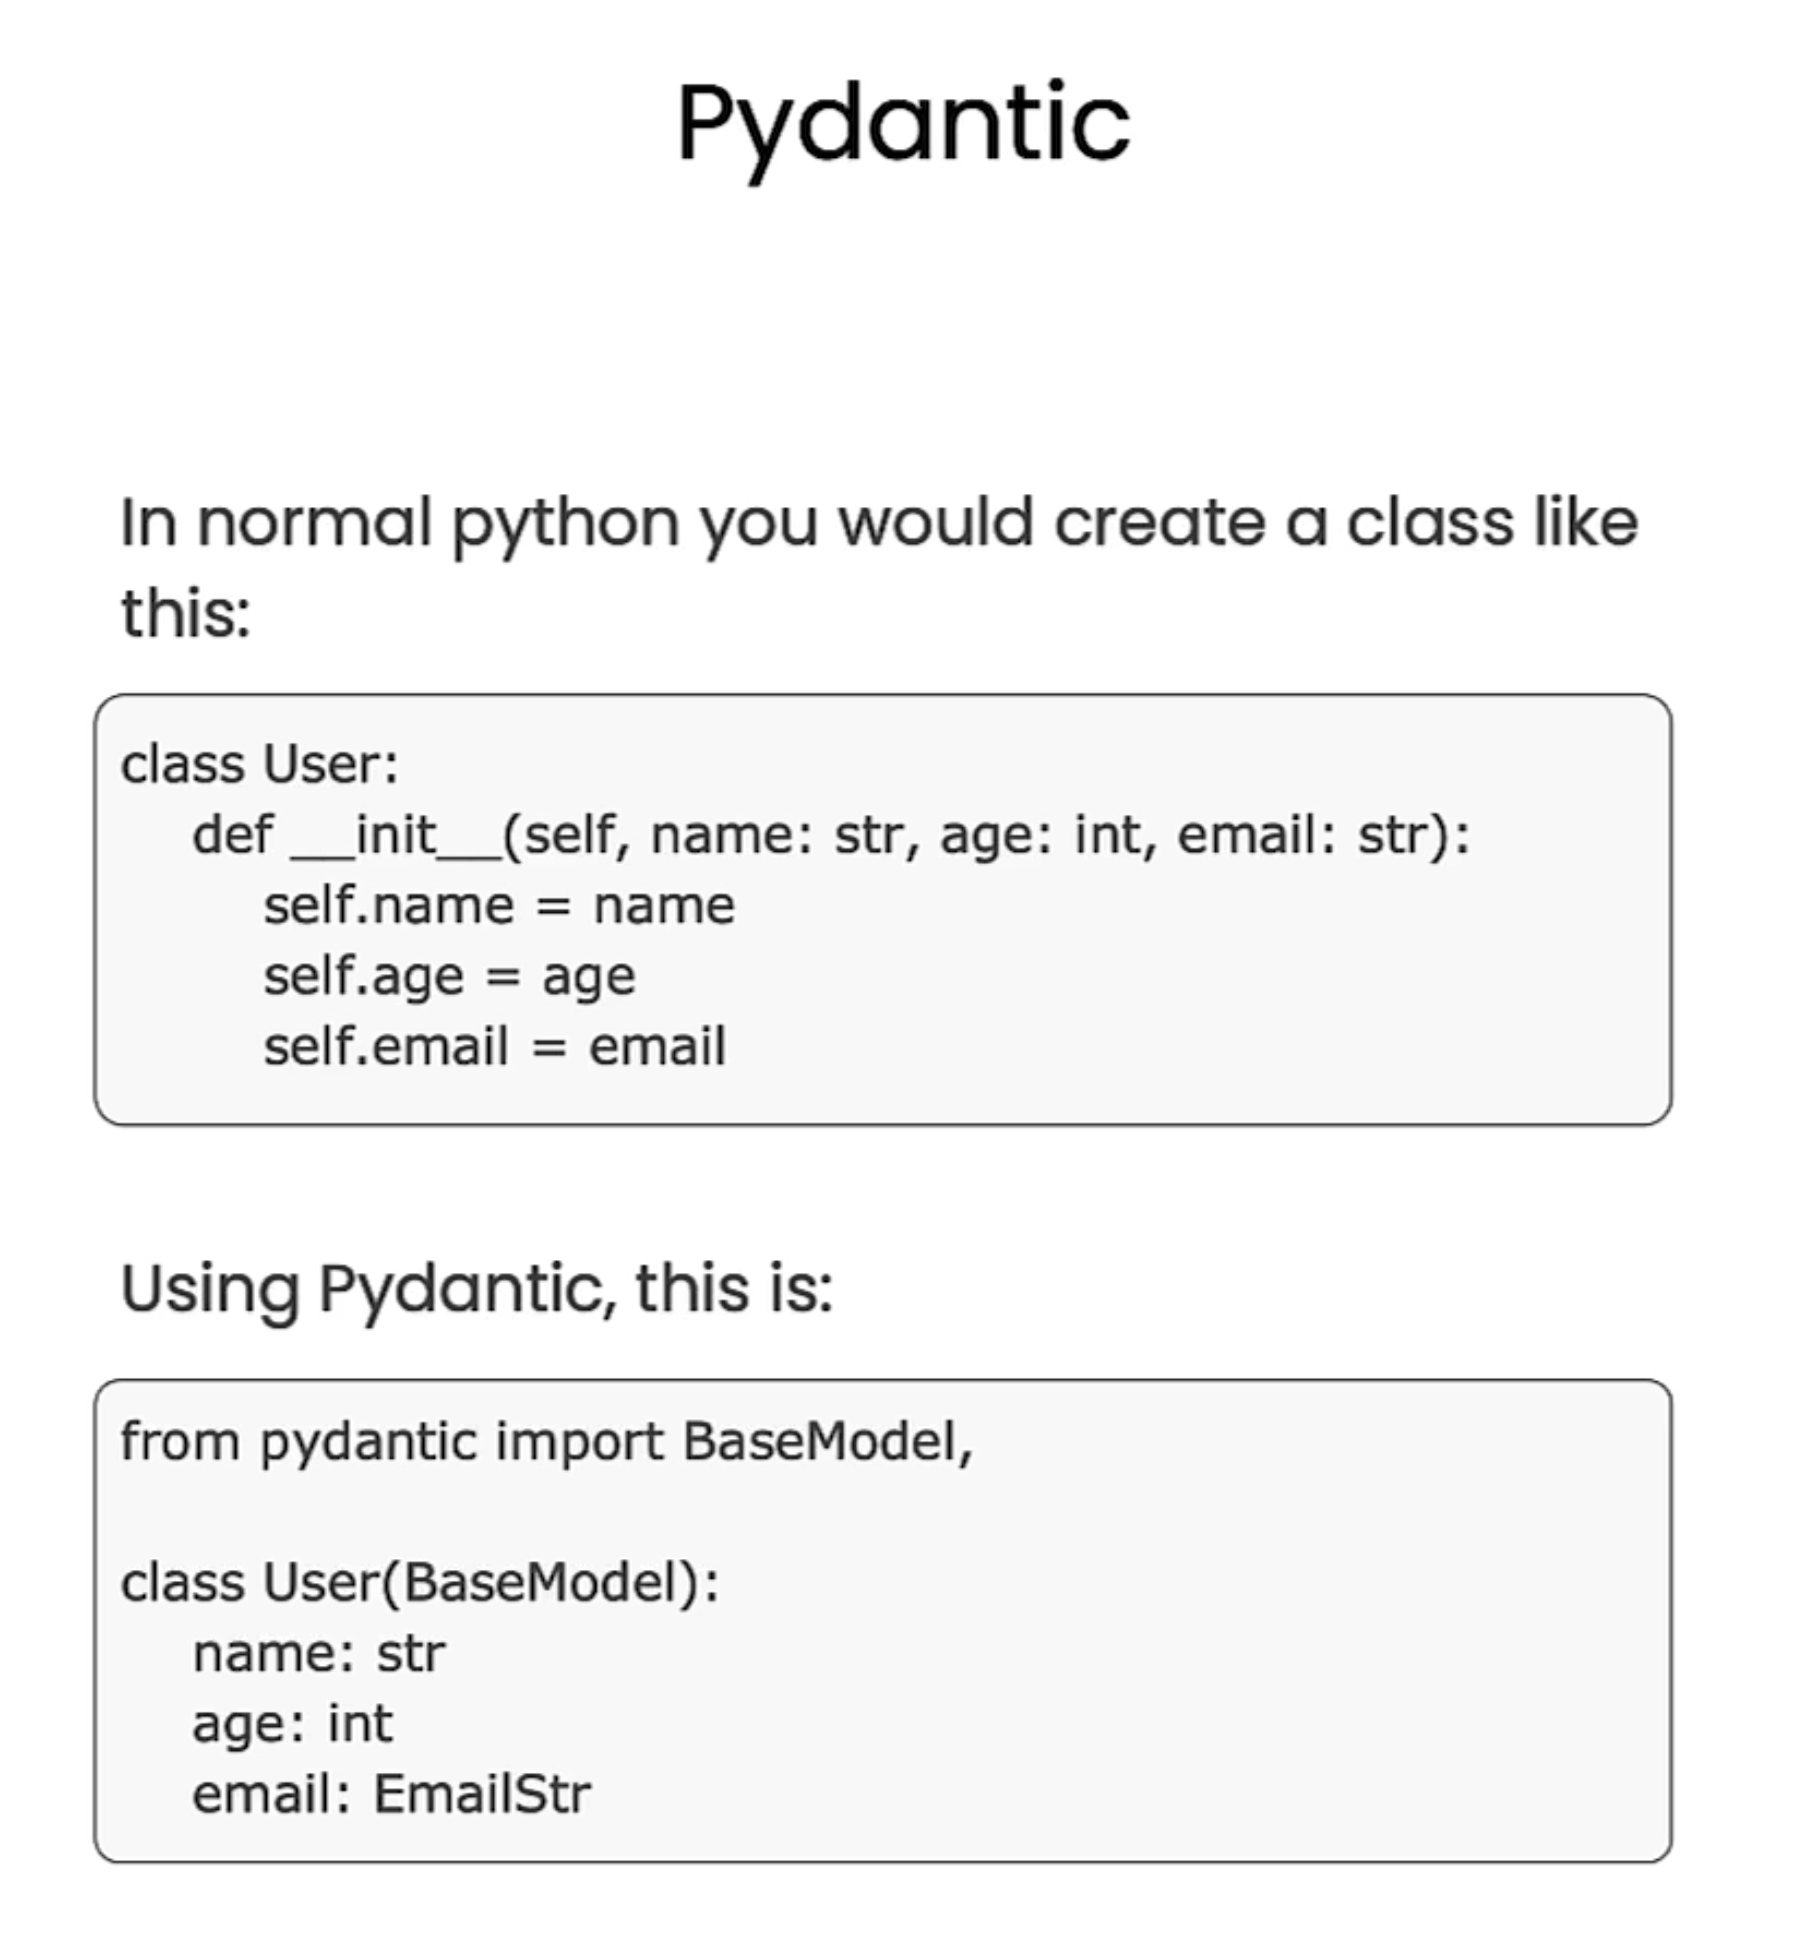 Pydantic
In normal python you would create a class like
this:
class User:
    def __init__(self, name: str, age: int, email: str):
        self.name = name
        self.age = age
        self.email = email
Using Pydantic, this is:
from pydantic import BaseModel,
class User(BaseModel):
    name: str
    age: int
    email: EmailStr